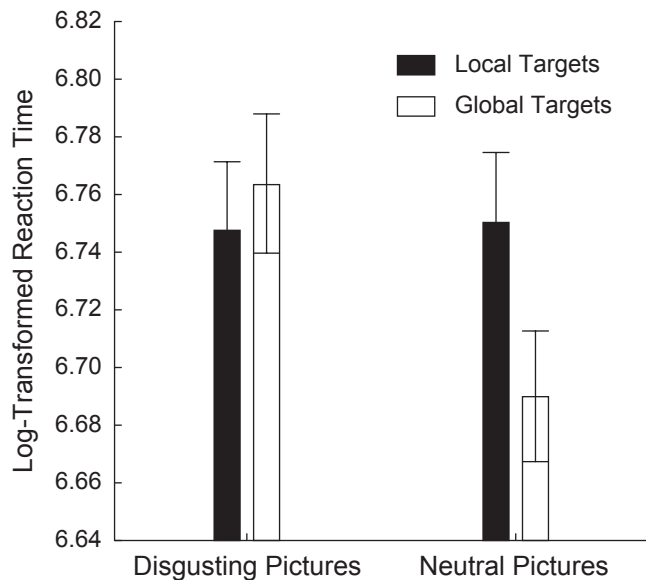 6.82
6.80
6.78
6.76
6.74
6.72
6.70
6.68
6.66
6.64
Log-Transformed Reaction Time
Local Targets
Global Targets
Disgusting Pictures
Neutral Pictures